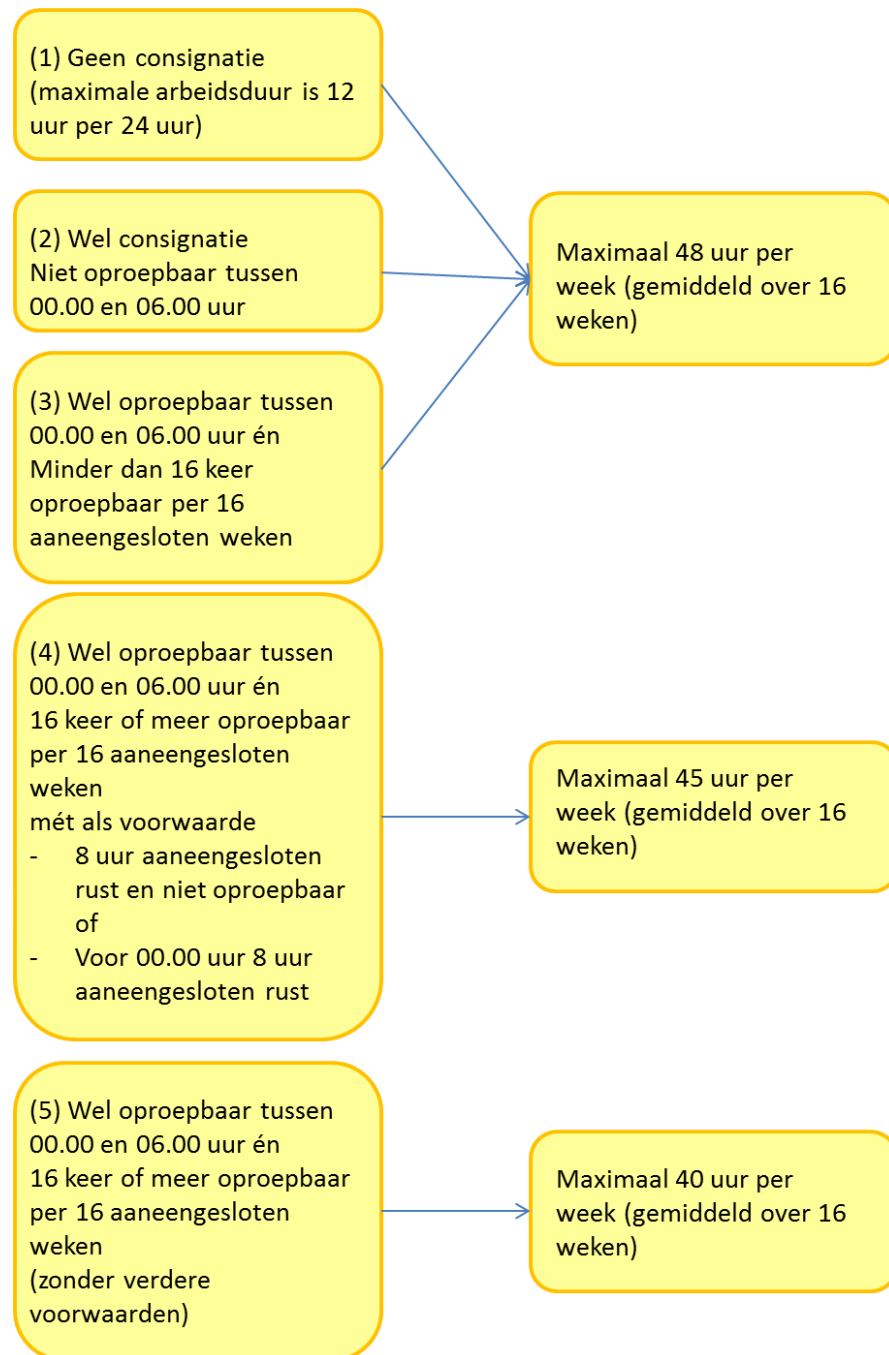 (1) Geen consignatie
(maximale arbeidsduur is 12
uur per 24 uur)
(2) Wel consignatie
Niet oproepbaar tussen
00.00 en 06.00 uur
Maximaal 48 uur per
week (gemiddeld over 16
weken)
(3) Wel oproepbaar tussen
00.00 en 06.00 uur én
Minder dan 16 keer
oproepbaar per 16
aaneengesloten weken
(4) Wel oproepbaar tussen
00.00 en 06.00 uur én
16 keer of meer oproepbaar
per 16 aaneengesloten
weken
mét als voorwaarde
- 8 uur aaneengesloten
rust en niet oproepbaar
of
- Voor 00.00 uur 8 uur
aaneengesloten rust
Maximaal 45 uur per
week (gemiddeld over 16
weken)
(5) Wel oproepbaar tussen
00.00 en 06.00 uur én
16 keer of meer oproepbaar
per 16 aaneengesloten
weken
(zonder verdere
voorwaarden)
Maximaal 40 uur per
week (gemiddeld over 16
weken)